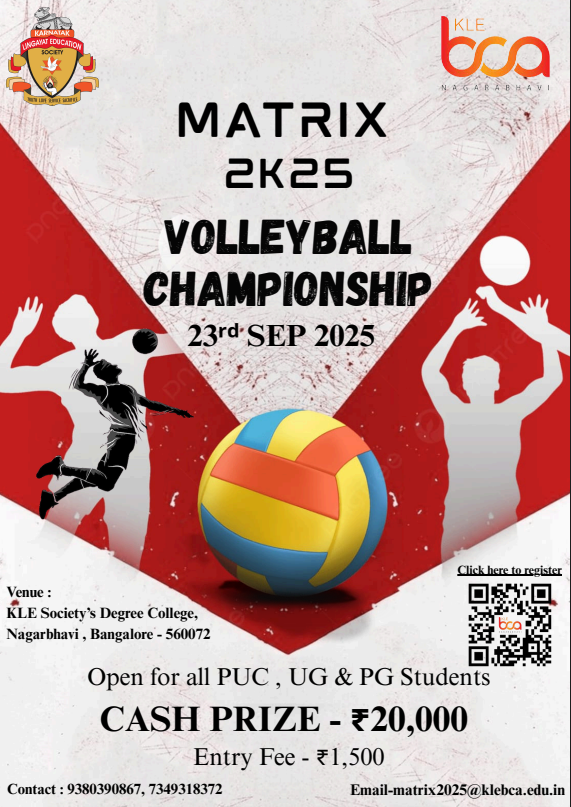 KARNATAK
LINGAYAT EDUCATION
SOCIETY
KLE
bca
NAGARABHAVI
MATRIX
2K25
VOLLEYBALL
CHAMPIONSHIP
23rd SEP 2025
Click here to register
bca
Venue :
KLE Society's Degree College,
Nagarbhavi , Bangalore - 560072
Open for all PUC , UG & PG Students
CASH PRIZE - ₹20,000
Entry Fee - ₹1,500
Contact : 9380390867, 7349318372
Email-matrix2025@klebca.edu.in